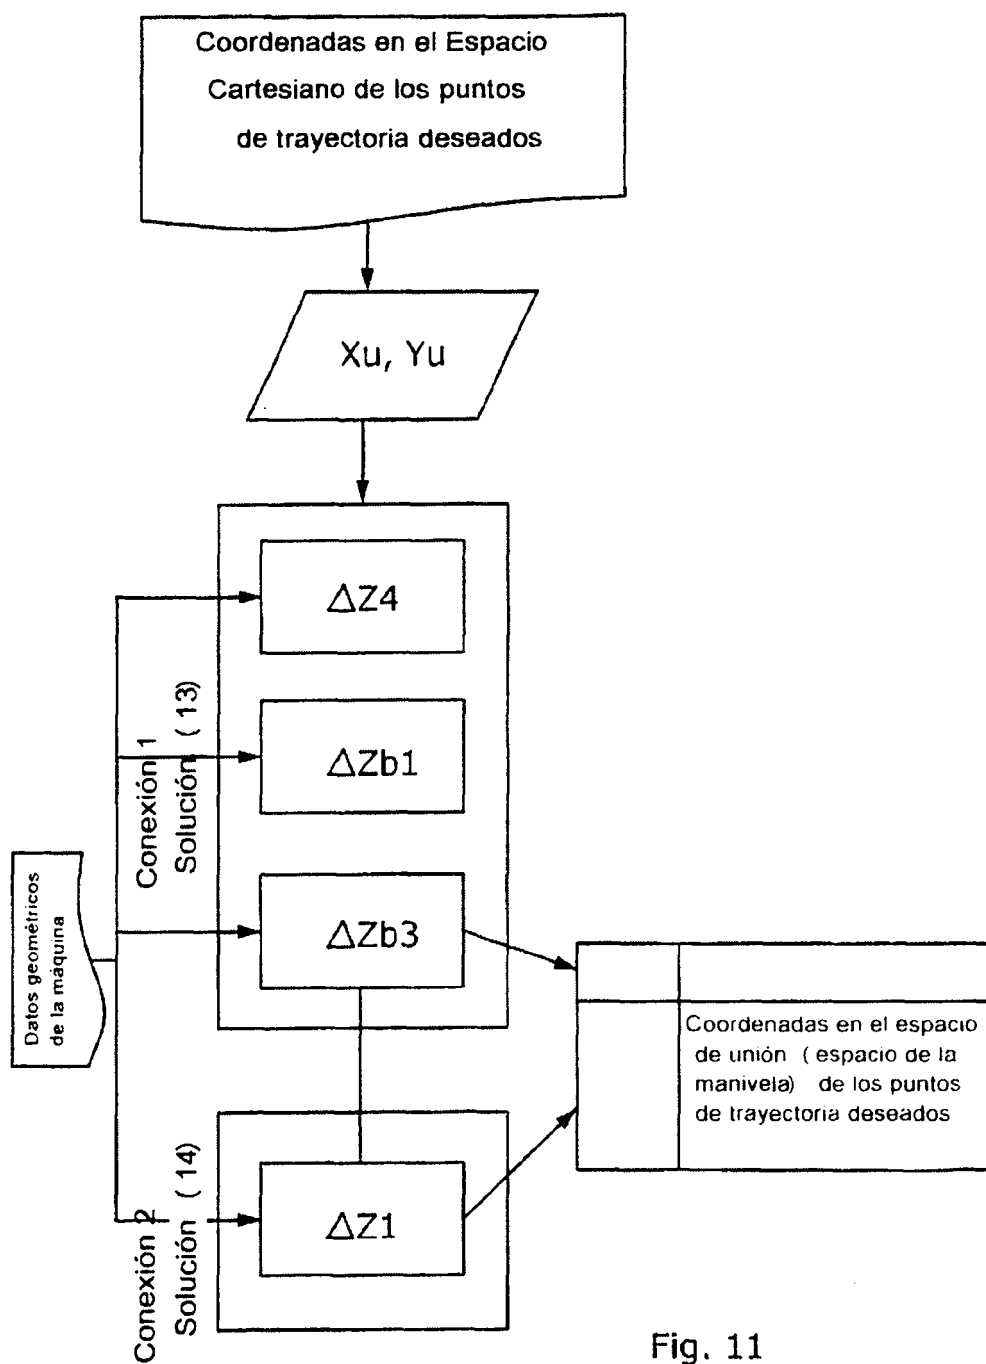 Coordenadas en el Espacio
Cartesiano de los puntos
de trayectoria deseados
Xu, Yu
ΔZ4
Conexión 1
Solución ( 13)
ΔZb1
ΔZb3
Datos geométricos
de la máquina
Coordenadas en el espacio
de unión ( espacio de la
manivela) de los puntos
de trayectoria deseados
Conexión 2
Solución ( 14)
ΔZ1
Fig. 11